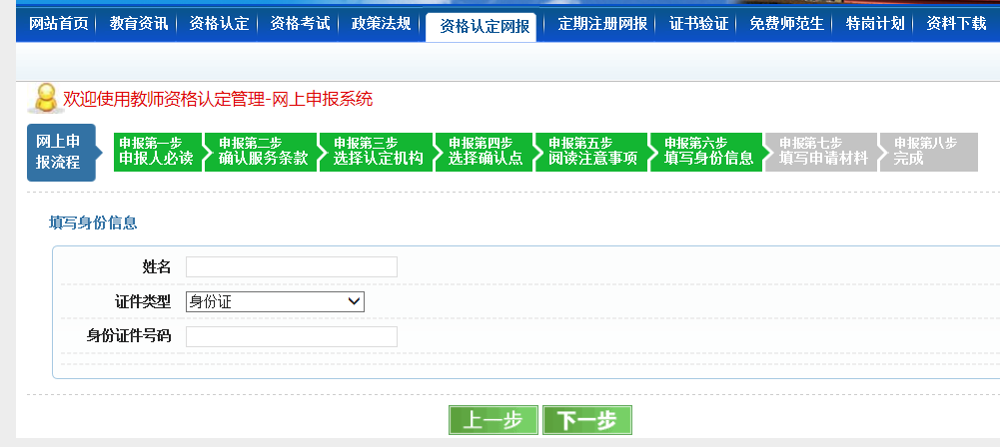 网站首页 教育资讯 资格认定 资格考试 政策法规 资格认定网报 定期注册网报 证书验证 免费师范生 特岗计划 资料下载
欢迎使用教师资格认定管理-网上申报系统
网上申
报流程
申报第一步
申报人必读
申报第二步
确认服务条款
申报第三步
选择认定机构
申报第四步
选择确认点
申报第五步
阅读注意事项
申报第六步
填写身份信息
申报第七步
填写申请材料
申报第八步
完成
填写身份信息
姓名
证件类型 身份证
身份证件号码
上一步 下一步